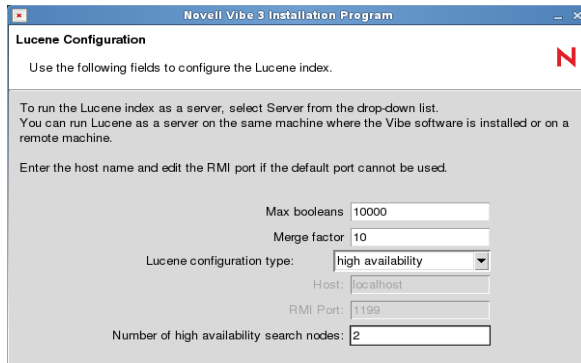 Novell Vibe 3 Installation Program
Lucene Configuration
Use the following fields to configure the Lucene index.
N
To run the Lucene index as a server, select Server from the drop-down list.
You can run Lucene as a server on the same machine where the Vibe software is installed or on a
remote machine.
Enter the host name and edit the RMI port if the default port cannot be used.
Max booleans 10000
Merge factor 10
Lucene configuration type: high availability
Host: localhost
RMI Port: 1199
Number of high availability search nodes: 2